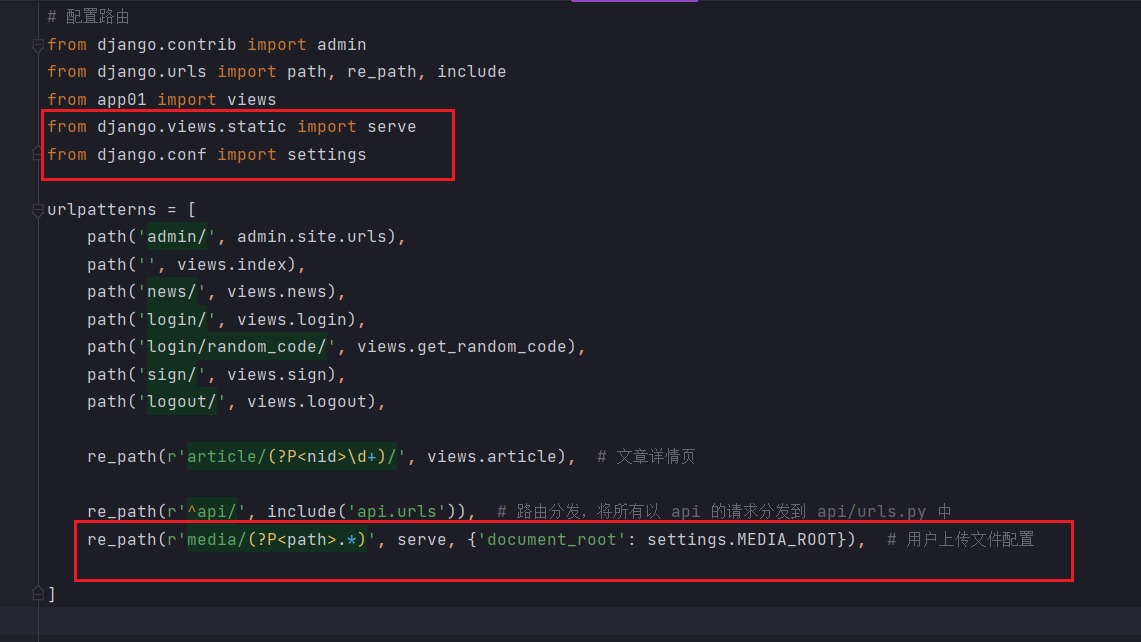 # 配置路由
from django.contrib import admin
from django.urls import path, re_path, include
from app01 import views
from django.views.static import serve
from django.conf import settings
urlpatterns = [
    path('admin/', admin.site.urls),
    path('', views.index),
    path('news/', views.news),
    path('login/', views.login),
    path('login/random_code/', views.get_random_code),
    path('sign/', views.sign),
    path('logout/', views.logout),
    re_path(r'article/(?P<nid>\d+)/', views.article),  # 文章详情页
    re_path(r'^api/', include('api.urls')),  # 路由分发，将所有以 api 的请求分发到 api/urls.py 中
    re_path(r'media/(?P<path>.*)', serve, {'document_root': settings.MEDIA_ROOT}),  # 用户上传文件配置
]